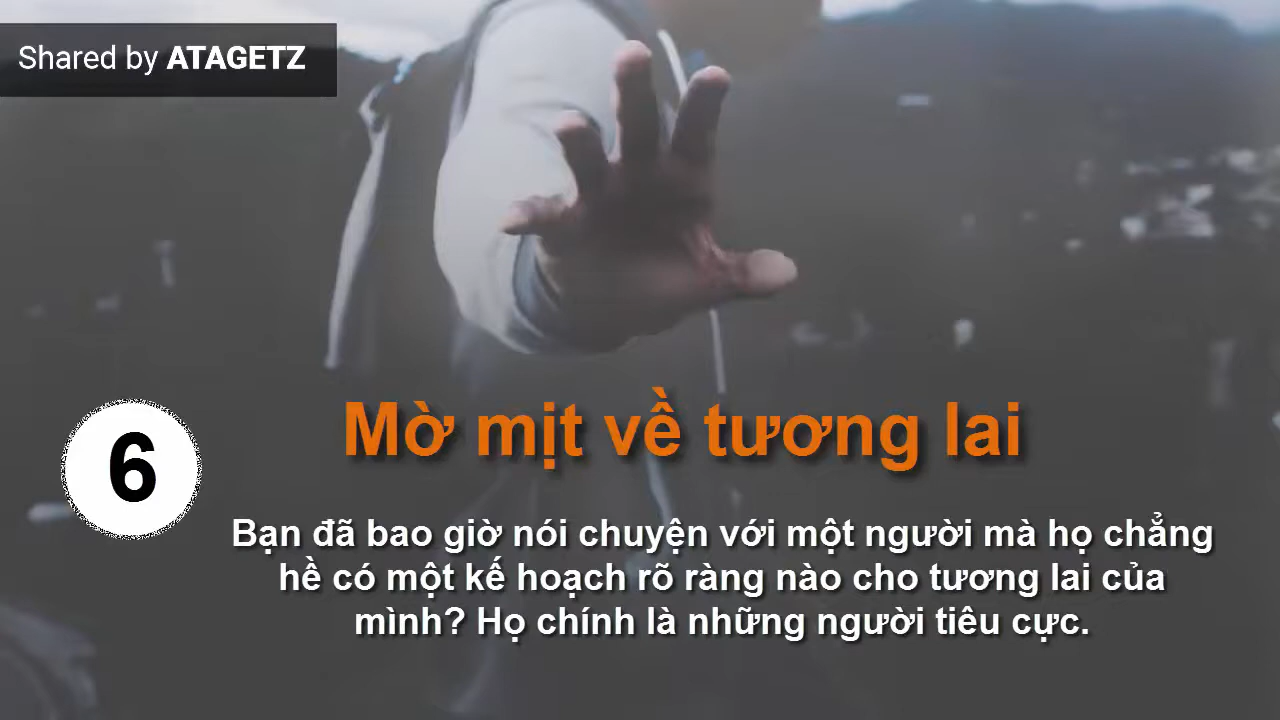 Shared by ATAGETZ
6
Mờ mịt về tương lai
Bạn đã bao giờ nói chuyện với một người mà họ chẳng
hề có một kế hoạch rõ ràng nào cho tương lai của
mình? Họ chính là những người tiêu cực.